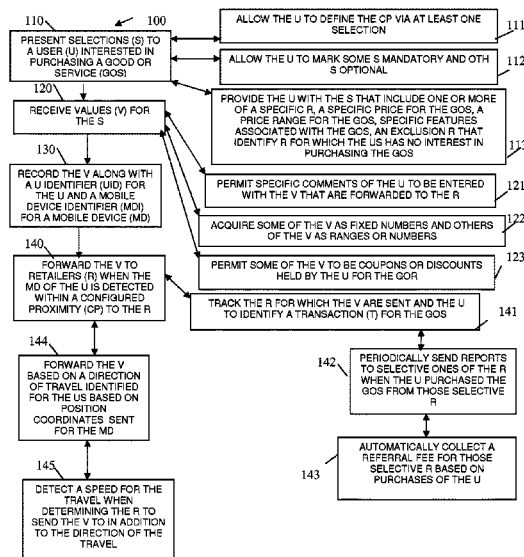 110
100
PRESENT SELECTIONS (S) TO
A USER (U) INTERESTED IN
PURCHASING A GOOD OR
SERVICE (GOS)
ALLOW THE U TO DEFINE THE CP VIA AT LEAST ONE
SELECTION
111
ALLOW THE U TO MARK SOME S MANDATORY AND OTH
S OPTIONAL
112
PROVIDE THE U WITH THE S THAT INCLUDE ONE OR MORE
OF A SPECIFIC R, A SPECIFIC PRICE FOR THE GOS, A
PRICE RANGE FOR THE GOS, SPECIFIC FEATURES
ASSOCIATED WITH THE GOS, AN EXCLUSION R THAT
IDENTIFY R FOR WHICH THE US HAS NO INTEREST IN
PURCHASING THE GOS
113
120
RECEIVE VALUES (V) FOR
THE S
PERMIT SPECIFIC COMMENTS OF THE U TO BE ENTERED
WITH THE V THAT ARE FORWARDED TO THE R
121
ACQUIRE SOME OF THE V AS FIXED NUMBERS AND OTHERS
OF THE V AS RANGES OR NUMBERS
122
PERMIT SOME OF THE V TO BE COUPONS OR DISCOUNTS
HELD BY THE U FOR THE GOR
123
130
RECORD THE V ALONG WITH
A U IDENTIFIER (UID) FOR
THE U AND A MOBILE
DEVICE IDENTIFIER (MDI)
FOR A MOBILE DEVICE (MD)
140
FORWARD THE V TO
RETAILERS (R) WHEN THE
MD OF THE U IS DETECTED
WITHIN A CONFIGURED
PROXIMITY (CP) TO THE R
TRACK THE R FOR WHICH THE V ARE SENT AND THE U
TO IDENTIFY A TRANSACTION (T) FOR THE GOS
141
142
PERIODICALLY SEND REPORTS
TO SELECTIVE ONES OF THE R
WHEN THE U PURCHASED THE
GOS FROM THOSE SELECTIVE
R
143
AUTOMATICALLY COLLECT A
REFERRAL FEE FOR THOSE
SELECTIVE R BASED ON
PURCHASES OF THE U
144
FORWARD THE V
BASED ON A DIRECTION
OF TRAVEL IDENTIFIED
FOR THE US BASED ON
POSITION
COORDINATES SENT
FOR THE MD
145
DETECT A SPEED FOR THE
TRAVEL WHEN
DETERMINING THE R TO
SEND THE V TO IN ADDITION
TO THE DIRECTION OF THE
TRAVEL